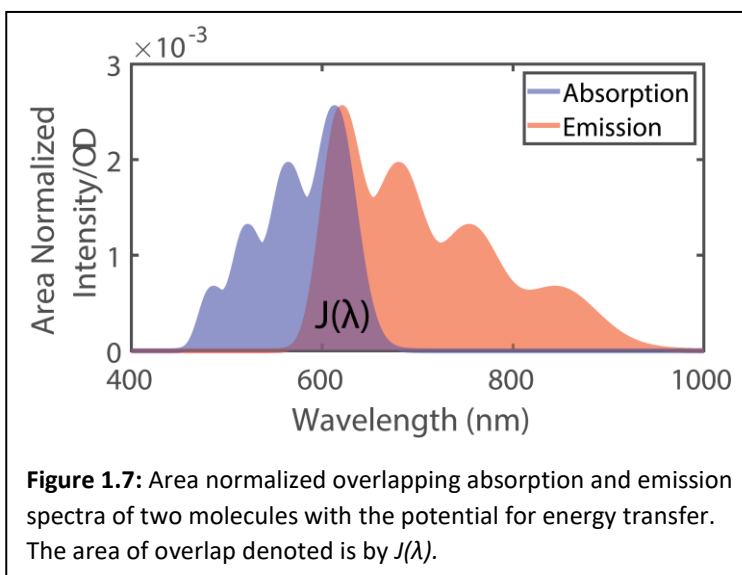 ×10⁻³
3
2
1
0
Area Normalized
Intensity/OD
Absorption
Emission
J(λ)
400
600
800
1000
Wavelength (nm)
Figure 1.7: Area normalized overlapping absorption and emission
spectra of two molecules with the potential for energy transfer.
The area of overlap denoted is by J(λ).